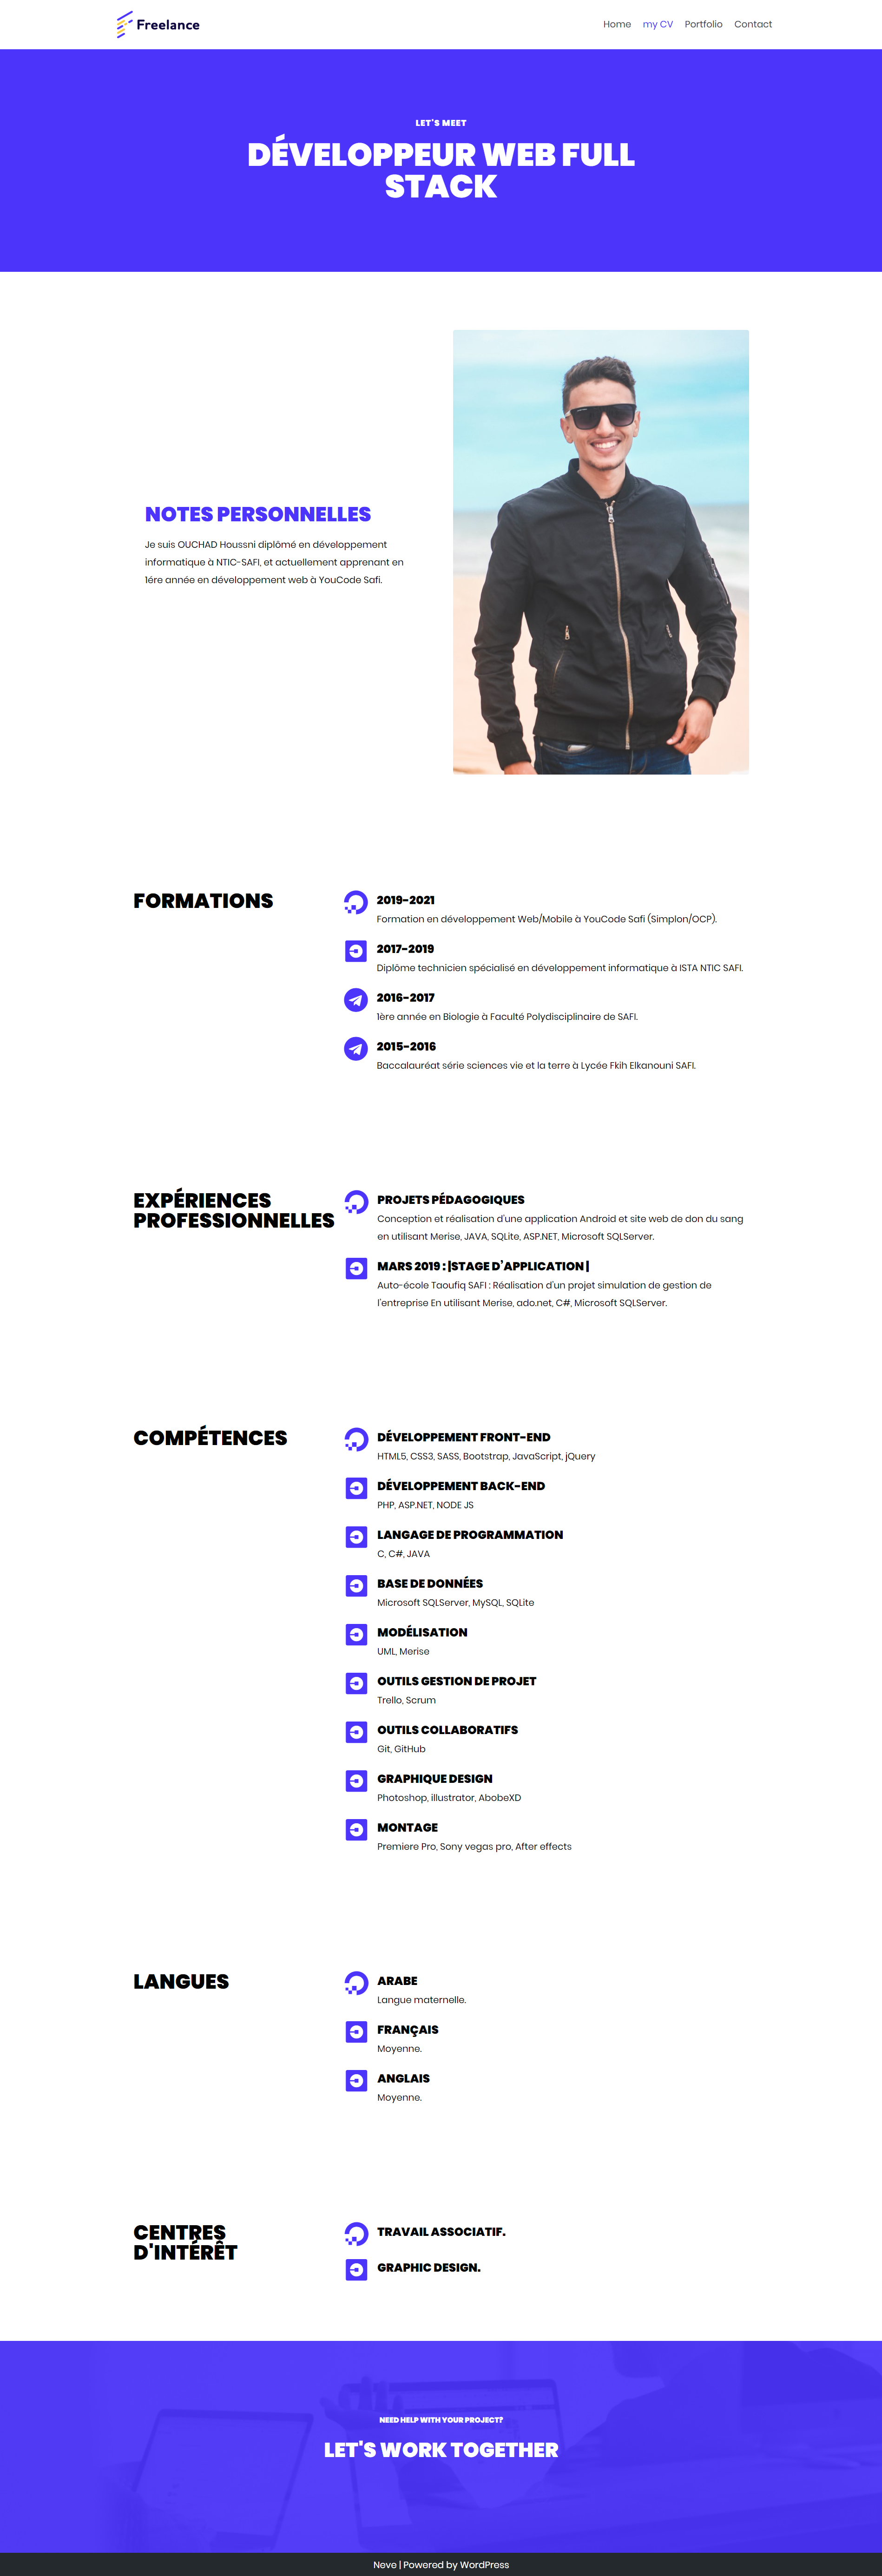 Freelance
Home myCV Portfolio Contact
LET'S MEET
DÉVELOPPEUR WEB FULL
STACK
NOTES PERSONNELLES
Je suis OUCHAD Houssni diplômé en développement
informatique à NTIC-SAFI, et actuellement apprenant en
1ére année en développement web à YouCode Safi.
FORMATIONS
2019-2021
Formation en développement Web/Mobile à YouCode Safi (Simplon/OCP).
2017-2019
Diplôme technicien spécialisé en développement informatique à ISTA NTIC SAFI.
2016-2017
1ère année en Biologie à Faculté Polydisciplinaire de SAFI.
2015-2016
Baccalauréat série sciences vie et la terre à Lycée Fkih Elkanouni SAFI.
EXPÉRIENCES
PROFESSIONNELLES
PROJETS PÉDAGOGIQUES
Conception et réalisation d'une application Android et site web de don du sang
en utilisant Merise, JAVA, SQLite, ASP.NET, Microsoft SQLServer.
MARS 2019 : |STAGE D'APPLICATION |
Auto-école Taoufiq SAFI : Réalisation d'un projet simulation de gestion de
l'entreprise En utilisant Merise, ado.net, C#, Microsoft SQLServer.
COMPÉTENCES
DÉVELOPPEMENT FRONT-END
HTML5, CSS3, SASS, Bootstrap, JavaScript, jQuery
DÉVELOPPEMENT BACK-END
PHP, ASP.NET, NODE JS
LANGAGE DE PROGRAMMATION
C, C#, JAVA
BASE DE DONNÉES
Microsoft SQLServer, MySQL, SQLite
MODÉLISATION
UML, Merise
OUTILS GESTION DE PROJET
Trello, Scrum
OUTILS COLLABORATIFS
Git, GitHub
GRAPHIQUE DESIGN
Photoshop, illustrator, AbobeXD
MONTAGE
Premiere Pro, Sony vegas pro, After effects
LANGUES
ARABE
Langue maternelle.
FRANÇAIS
Moyenne.
ANGLAIS
Moyenne.
CENTRES
D'INTÉRÊT
TRAVAIL ASSOCIATIF.
GRAPHIC DESIGN.
NEED HELP WITH YOUR PROJECT?
LET'S WORK TOGETHER
Neve | Powered by WordPress